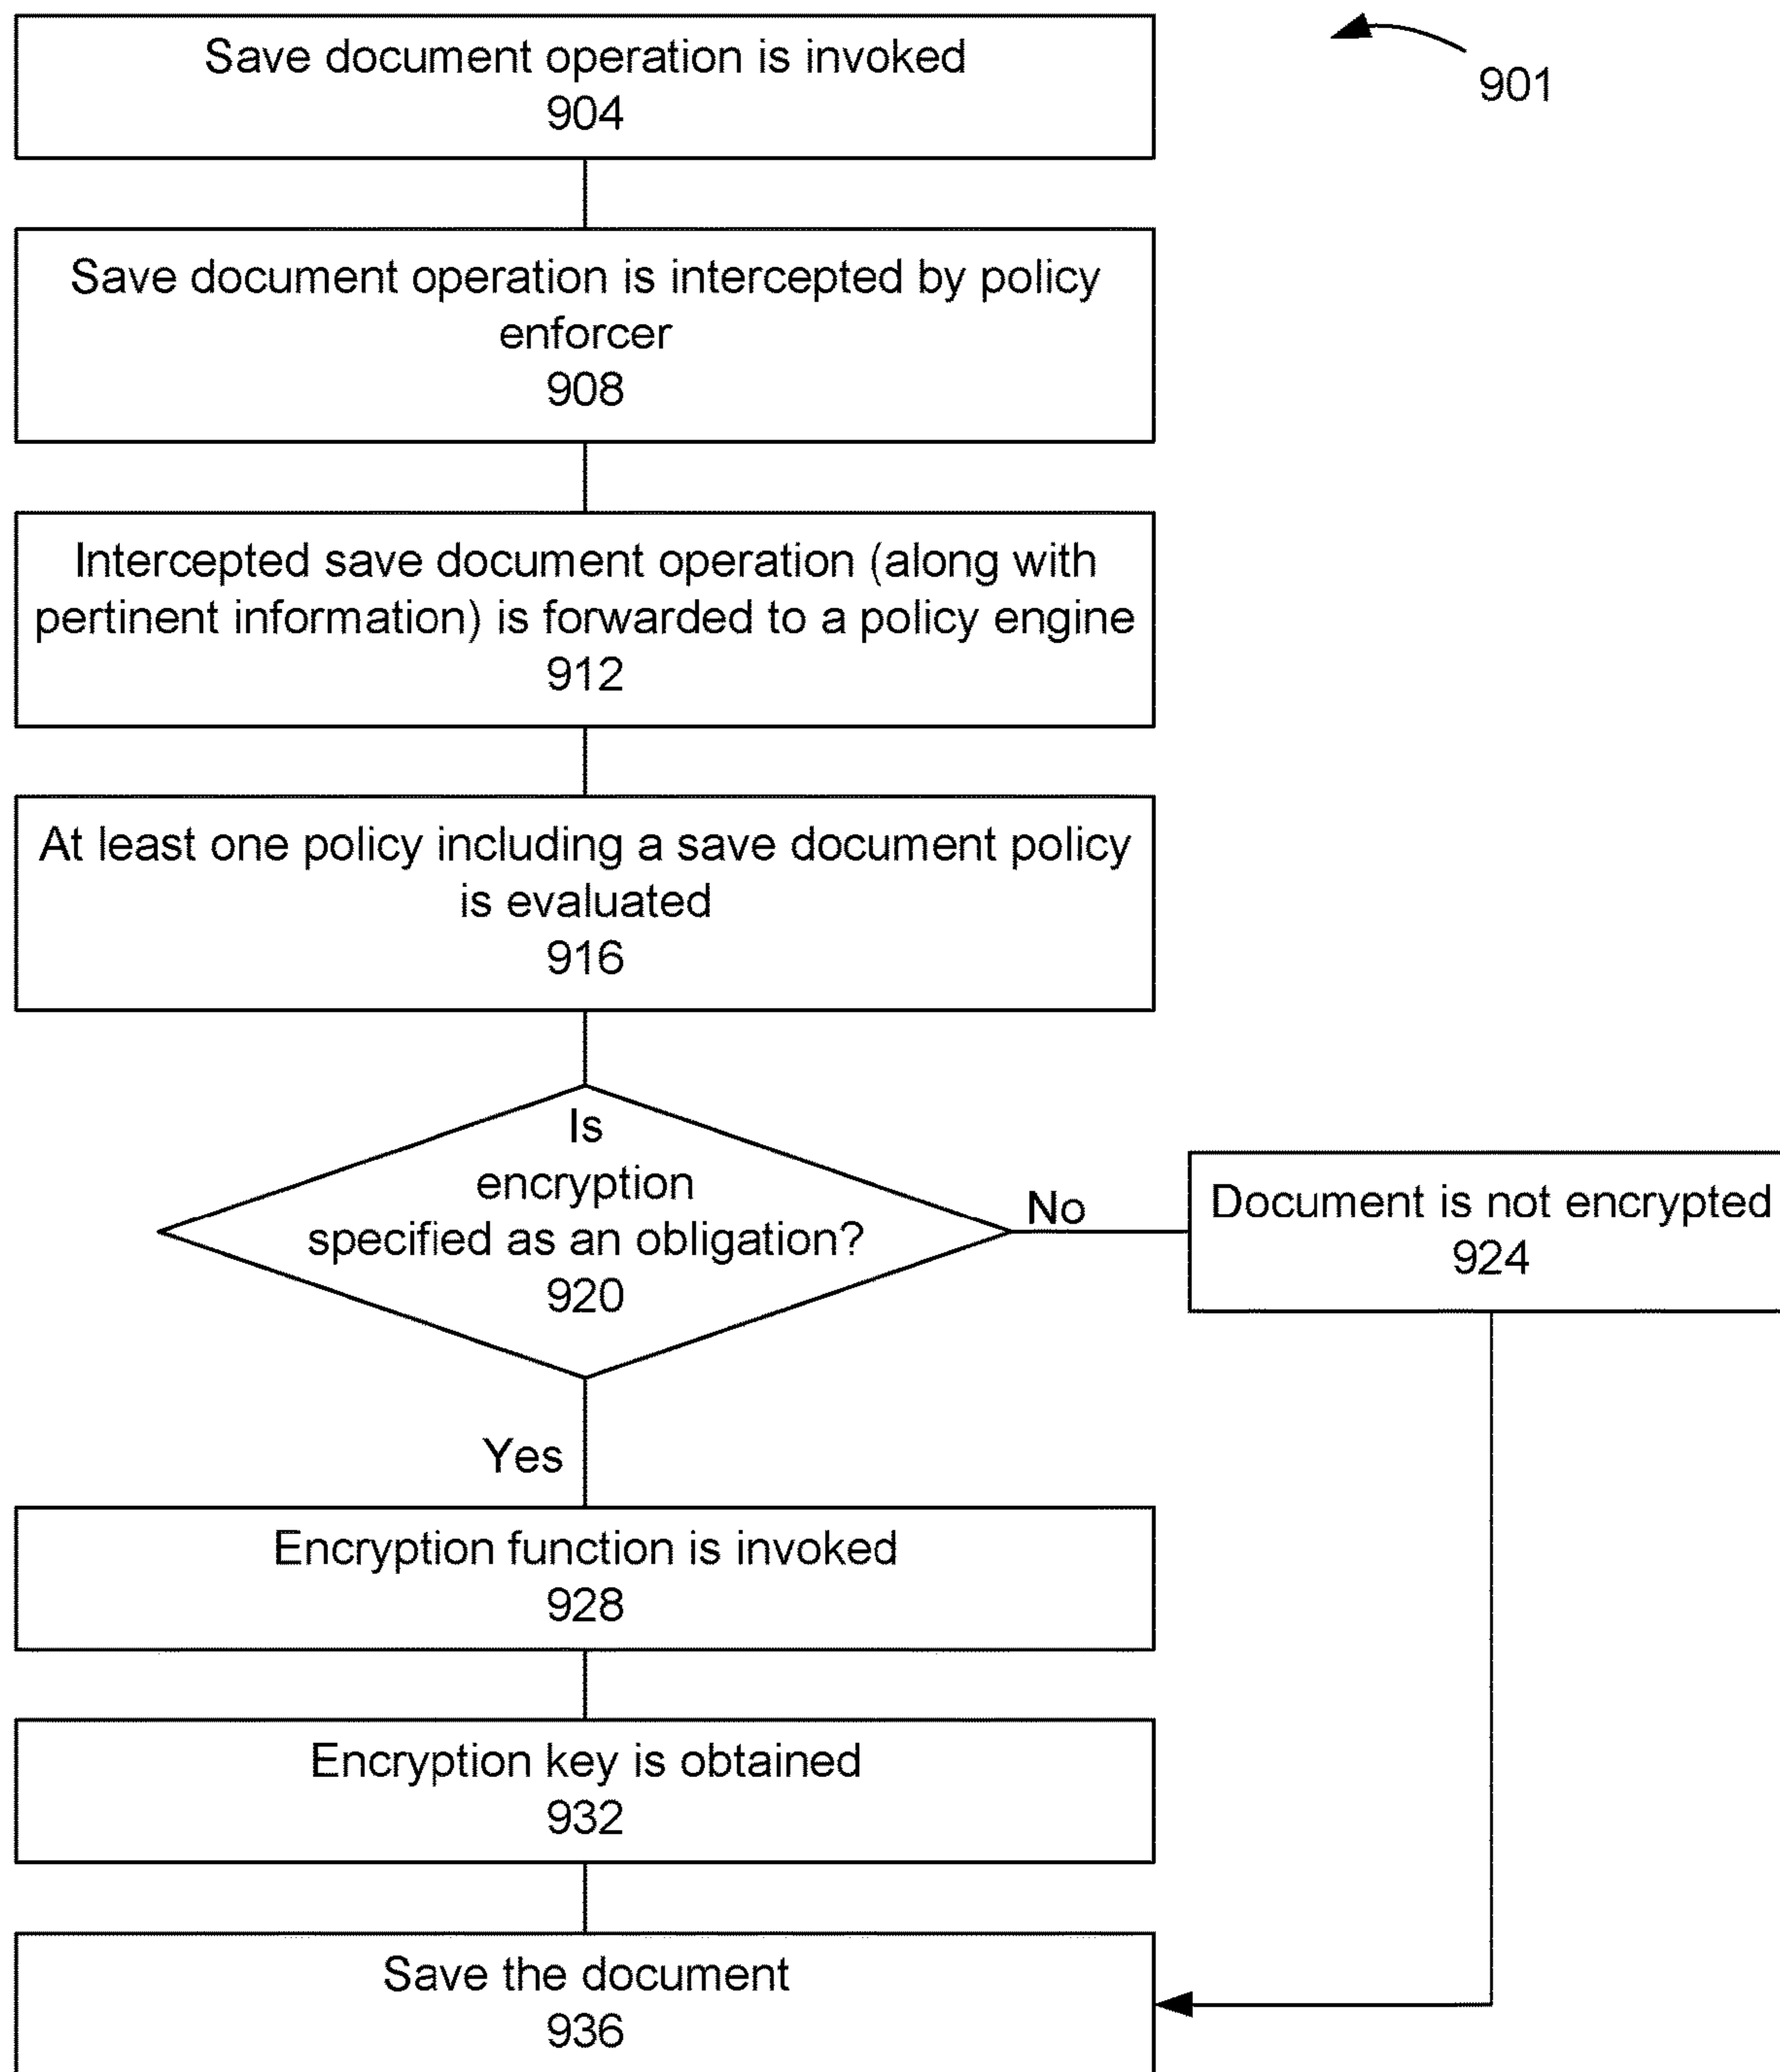 Save document operation is invoked
904
901
Save document operation is intercepted by policy
enforcer
908
Intercepted save document operation (along with
pertinent information) is forwarded to a policy engine
912
At least one policy including a save document policy
is evaluated
916
Is
encryption
specified as an obligation?
920
No
Document is not encrypted
924
Yes
Encryption function is invoked
928
Encryption key is obtained
932
Save the document
936